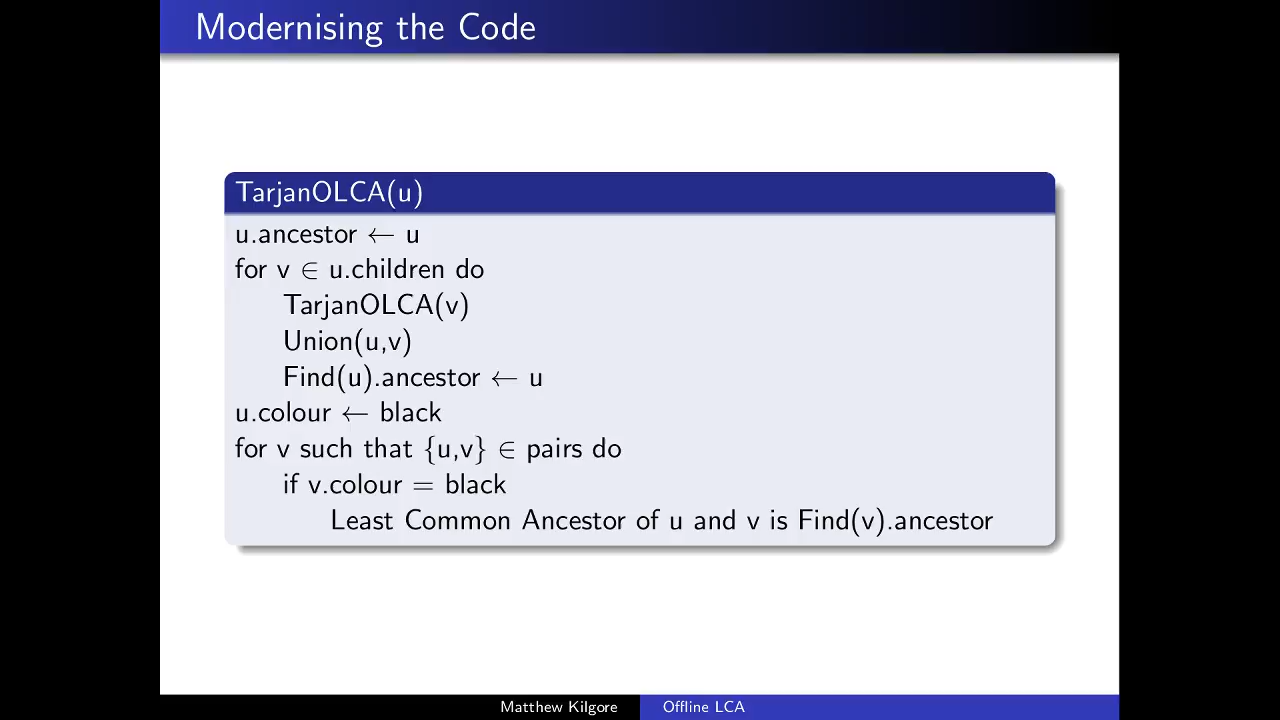 Modernising the Code
TarjanOLCA(u)
u.ancestor ← u
for v ∈ u.children do
TarjanOLCA(v)
Union(u,v)
Find(u).ancestor ← u
u.colour ← black
for v such that {u,v} ∈ pairs do
if v.colour = black
Least Common Ancestor of u and v is Find(v).ancestor
Matthew Kilgore
Offline LCA